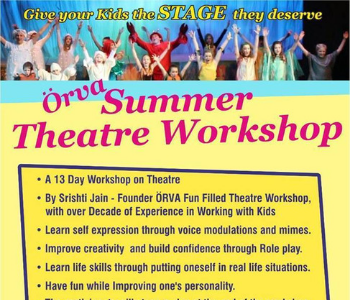 Give your Kids the STAGE they deserve
Örva Summer
Theatre Workshop
• A 13 Day Workshop on Theatre
• By Srishti Jain - Founder ÖRVA Fun Filled Theatre Workshop,
with over Decade of Experience in Working with Kids
• Learn self expression through voice modulations and mimes.
• Improve creativity and build confidence through Role play.
• Learn life skills through putting oneself in real life situations.
• Have fun while Improving one's personality.